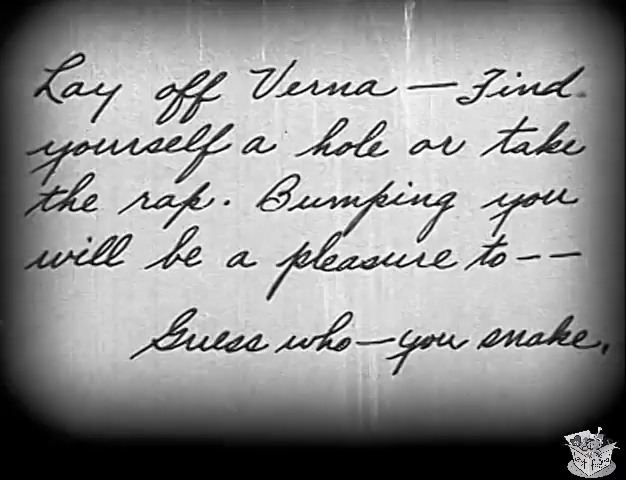 Lay off Verna — Find
yourself a hole or take
the rap. Bumping you
will be a pleasure to --
Guess who — you snake.